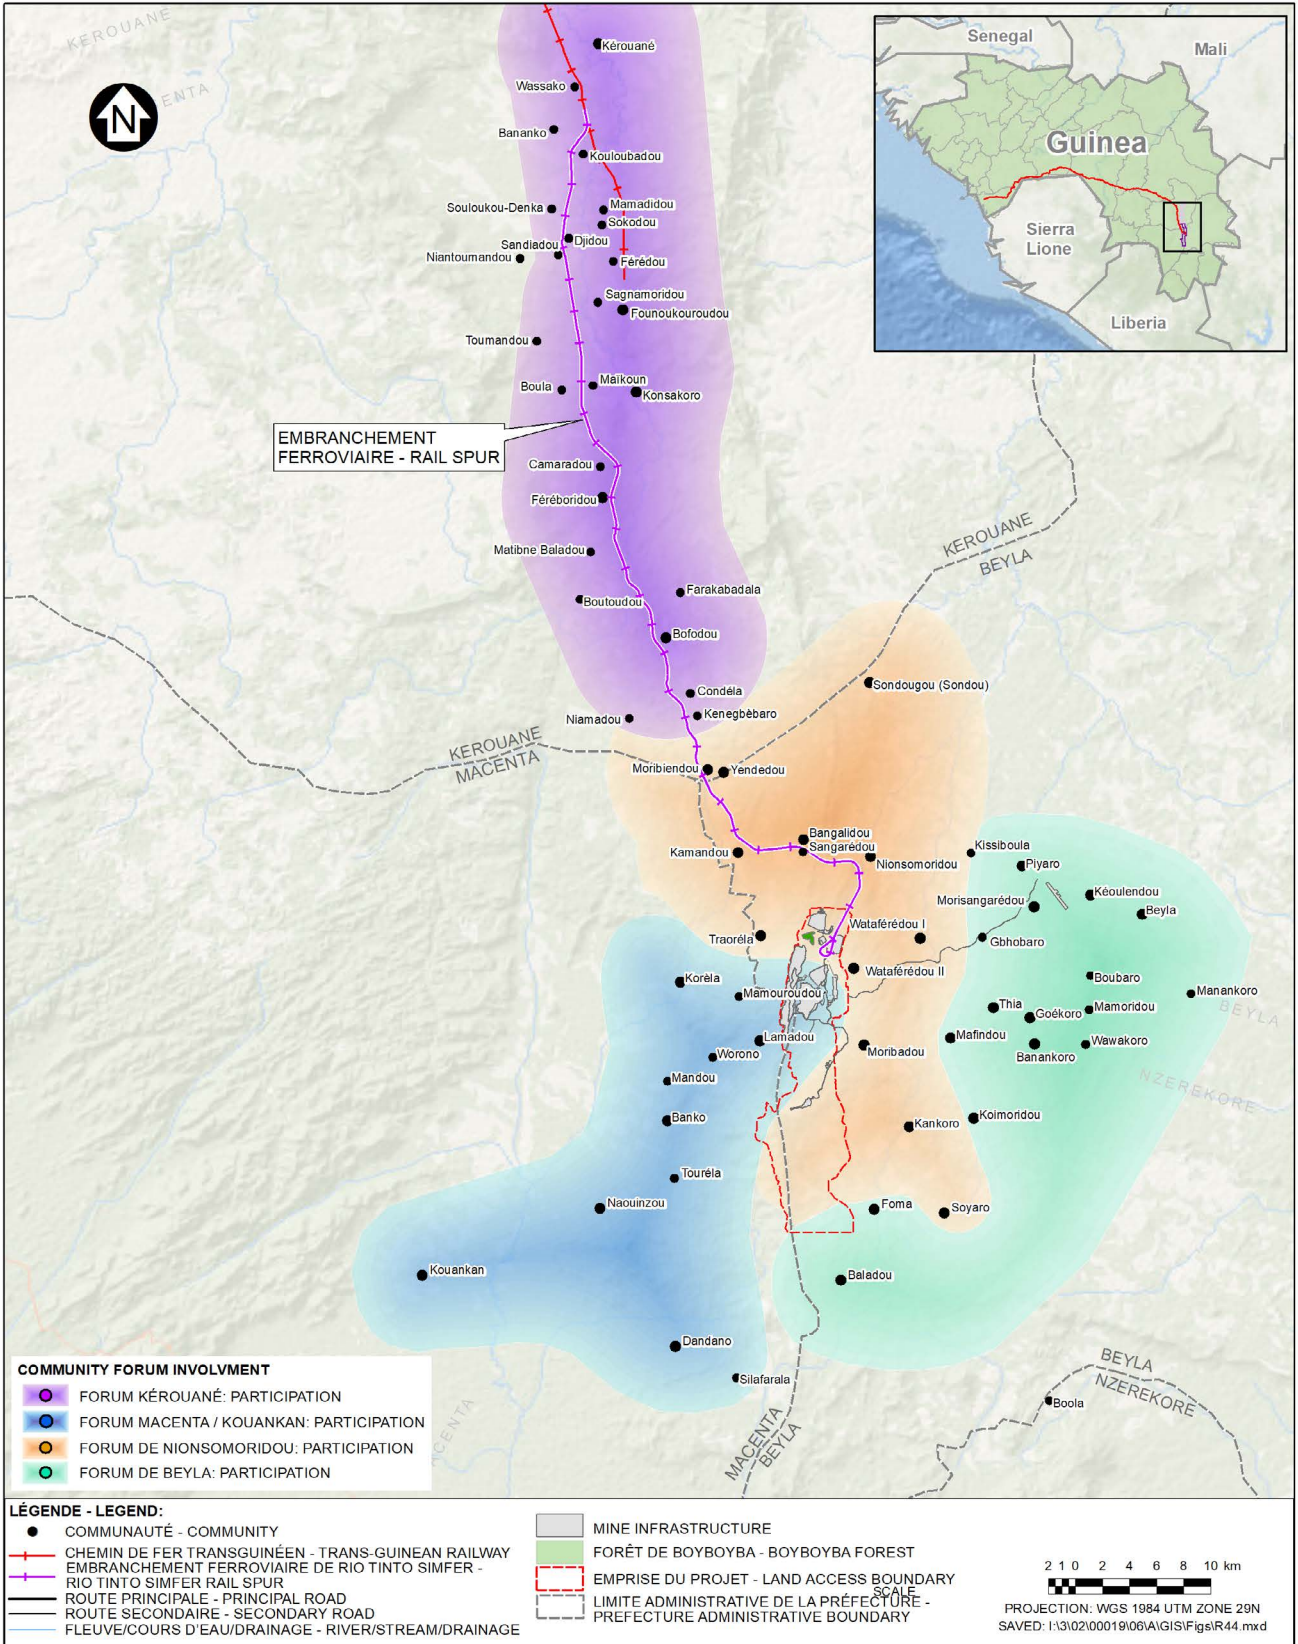 KEROUANE
MACENTA
N
Kérouané
Wassako
Bananko
Kouloubadou
Souloukou-Denka
Mamadidou
Sokodou
Djidou
Sandiadou
Niantoumandou
Férédou
Sagnamoridou
Founoukouroudou
Toumandou
Boula
Maïkoun
Konsakoro
EMBRANCHEMENT
FERROVIAIRE - RAIL SPUR
Camaradou
Féréboridou
Matibne Baladou
Boutoudou
Farakabadala
Bofodou
Condéla
Kenegbèbaro
Niamadou
Senegal
Mali
Guinea
Sierra
Lione
Liberia
KEROUANE
BEYLA
KEROUANE
MACENTA
Sondougou (Sondou)
Moribiendou
Yendedou
Bangalidou
Sangarédou
Kamandou
Nionsomoridou
Kissiboula
Piyaro
Morisangarédou
Kéoulendou
Beyla
Traoréla
Wataférédou I
Gbhobaro
Wataférédou II
Korèla
Mamouroudou
Boubaro
Manankoro
Thia
Goékoro
Mamoridou
BEYLA
Lamadou
Worono
Moribadou
Mafindou
Banankoro
Wawakoro
Mandou
NZEREKORE
Banko
Kankoro
Koimoridou
Touréla
Naouinzou
Foma
Soyaro
Kouankan
Baladou
Dandano
Silafarala
BEYLA
NZEREKORE
Boola
MACENTA
BEYLA
ACENTA
COMMUNITY FORUM INVOLVMENT
FORUM KÉROUANÉ: PARTICIPATION
FORUM MACENTA / KOUANKAN: PARTICIPATION
FORUM DE NIONSOMORIDOU: PARTICIPATION
FORUM DE BEYLA: PARTICIPATION
LÉGENDE - LEGEND:
COMMUNAUTÉ - COMMUNITY
CHEMIN DE FER TRANSGUINÉEN - TRANS-GUINEAN RAILWAY
EMBRANCHEMENT FERROVIAIRE DE RIO TINTO SIMFER -
RIO TINTO SIMFER RAIL SPUR
ROUTE PRINCIPALE - PRINCIPAL ROAD
ROUTE SECONDAIRE - SECONDARY ROAD
FLEUVE/COURS D'EAU/DRAINAGE - RIVER/STREAM/DRAINAGE
MINE INFRASTRUCTURE
FORÊT DE BOYBOYBA - BOYBOYBA FOREST
EMPRISE DU PROJET - LAND ACCESS BOUNDARY
SCALE
LIMITE ADMINISTRATIVE DE LA PRÉFECTURE -
PREFECTURE ADMINISTRATIVE BOUNDARY
2 1 0 2 4 6 8 10 km
PROJECTION: WGS 1984 UTM ZONE 29N
SAVED: I:\3\02\00019\06\A\GIS\Figs\R44.mxd